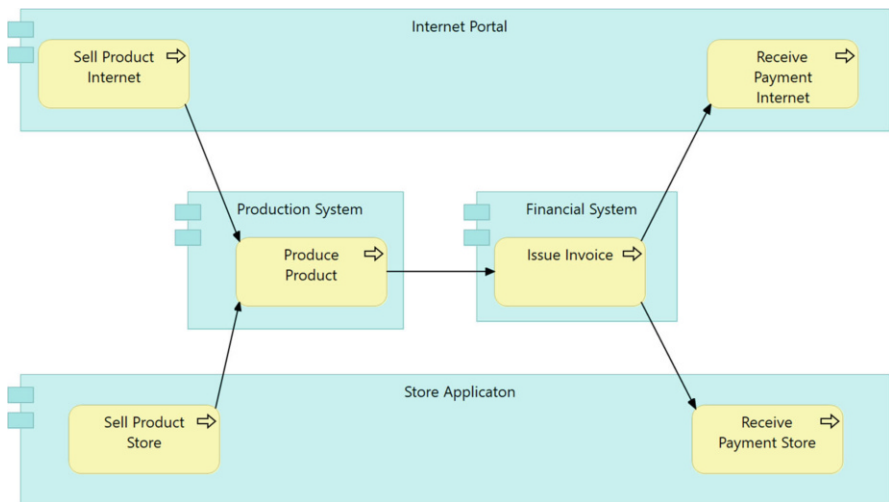 Internet Portal
Sell Product
Internet
Receive
Payment
Internet
Production System
Financial System
Produce
Product
Issue Invoice
Store Applicaton
Sell Product
Store
Receive
Payment Store